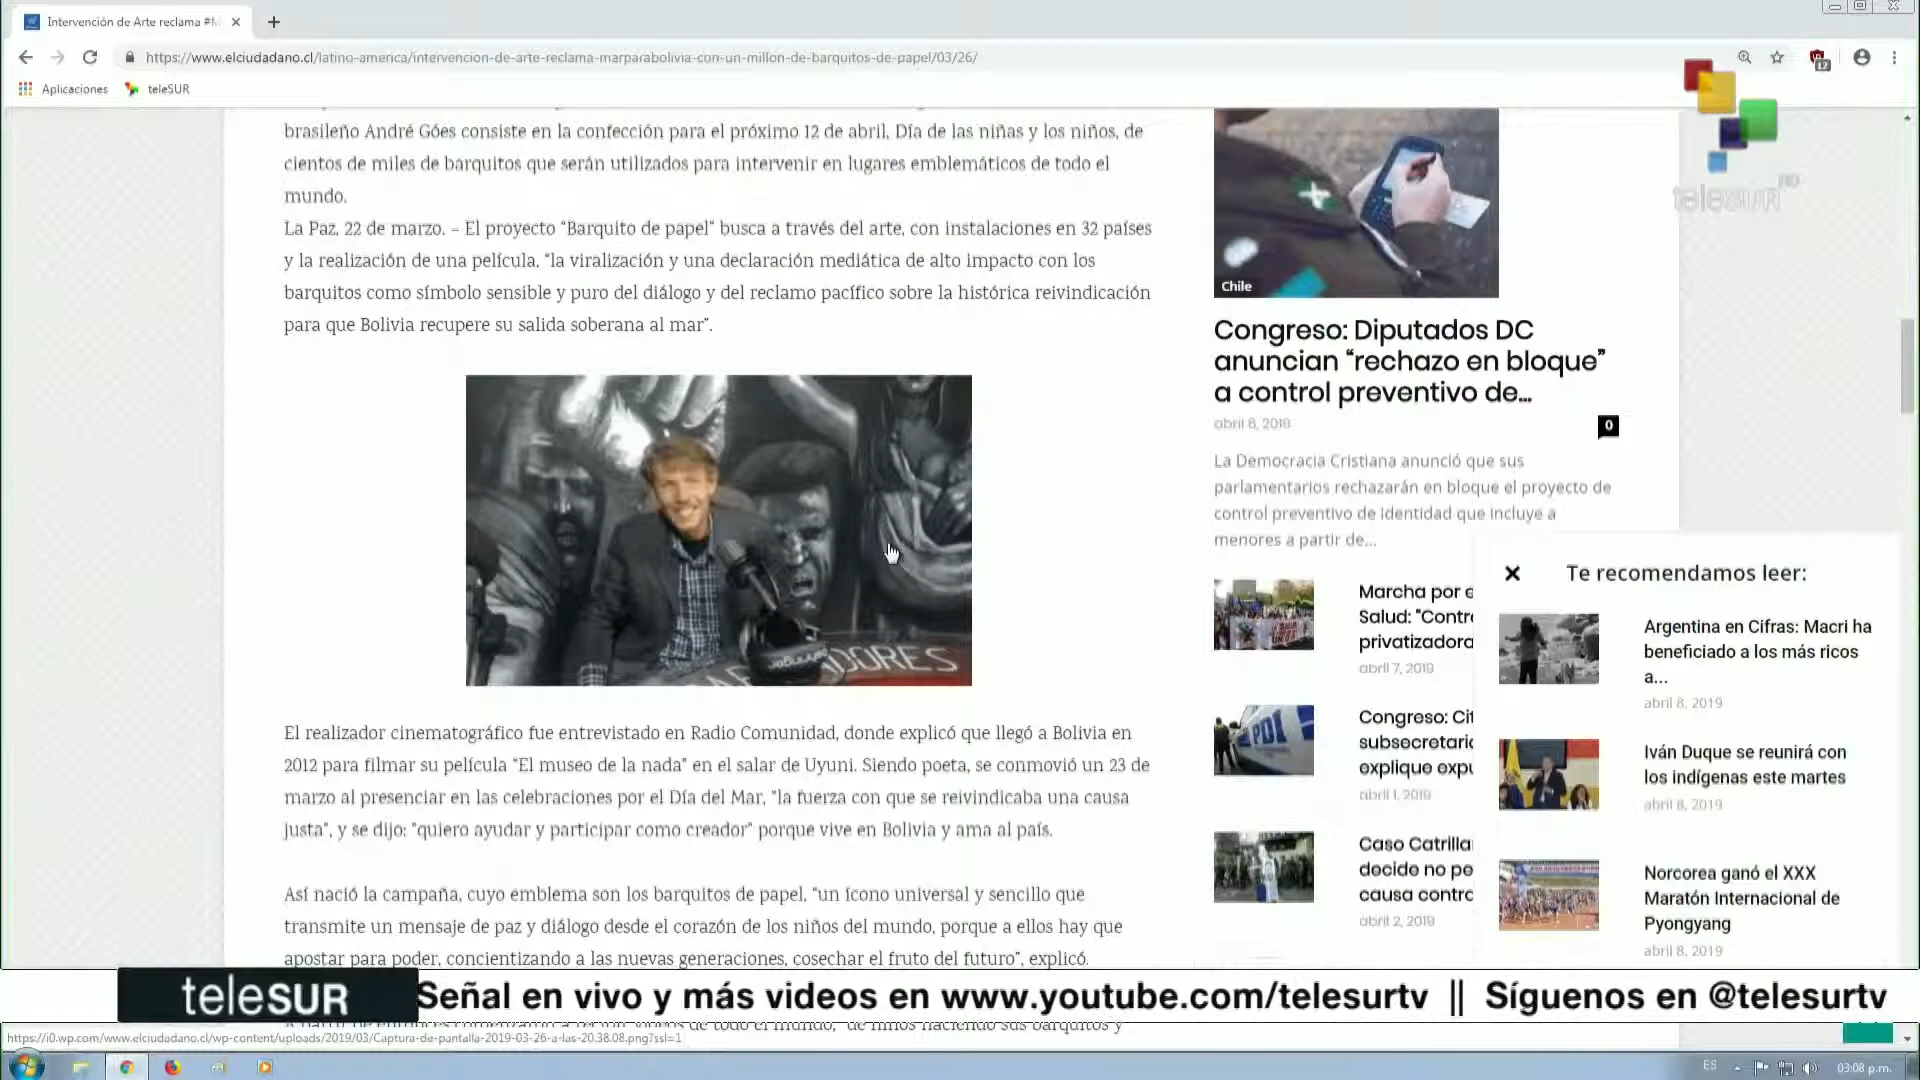 Intervención de Arte reclama #M
https://www.elciudadano.cl/latino-america/intervencion-de-arte-reclama-marparabolivia-con-un-millon-de-barquitos-de-papel/03/26/
Aplicaciones
teleSUR
17
teleSUR HD
brasileño André Góes consiste en la confección para el próximo 12 de abril, Día de las niñas y los niños, de
cientos de miles de barquitos que serán utilizados para intervenir en lugares emblemáticos de todo el
mundo.
La Paz, 22 de marzo. – El proyecto “Barquito de papel” busca a través del arte, con instalaciones en 32 países
y la realización de una película, “la viralización y una declaración mediática de alto impacto con los
barquitos como símbolo sensible y puro del diálogo y del reclamo pacífico sobre la histórica reivindicación
para que Bolivia recupere su salida soberana al mar”.
DORES
El realizador cinematográfico fue entrevistado en Radio Comunidad, donde explicó que llegó a Bolivia en
2012 para filmar su película “El museo de la nada” en el salar de Uyuni. Siendo poeta, se conmovió un 23 de
marzo al presenciar en las celebraciones por el Día del Mar, “la fuerza con que se reivindicaba una causa
justa”, y se dijo: “quiero ayudar y participar como creador” porque vive en Bolivia y ama al país.
Así nació la campaña, cuyo emblema son los barquitos de papel, “un ícono universal y sencillo que
transmite un mensaje de paz y diálogo desde el corazón de los niños del mundo, porque a ellos hay que
apostar para poder, concientizando a las nuevas generaciones, cosechar el fruto del futuro”, explicó.
Chile
Congreso: Diputados DC
anuncian “rechazo en bloque”
a control preventivo de...
abril 6, 2019
0
La Democracia Cristiana anunció que sus
parlamentarios rechazarán en bloque el proyecto de
control preventivo de identidad que incluye a
menores a partir de...
Marcha por e
Salud: "Contr
privatizadora
abril 7, 2019
PDI
Congreso: Cit
subsecretaric
explique expu
abril 1, 2019
Caso Catrilla
decide no pe
causa contra
abril 2, 2019
Te recomendamos leer:
Argentina en Cifras: Macri ha
beneficiado a los más ricos
a...
abril 8, 2019
Iván Duque se reunirá con
los indígenas este martes
abril 8, 2019
Norcorea ganó el XXX
Maratón Internacional de
Pyongyang
abril 8, 2019
teleSUR
Señal en vivo y más videos en www.youtube.com/telesurtv || Síguenos en @telesurtv
https://i0.wp.com/www.elciudadano.cl/wp-content/uploads/2019/03/Captura-de-pantalla-2019-03-26-a-las-20.38.08.png?ssl=1
ES
03:08 p.m.